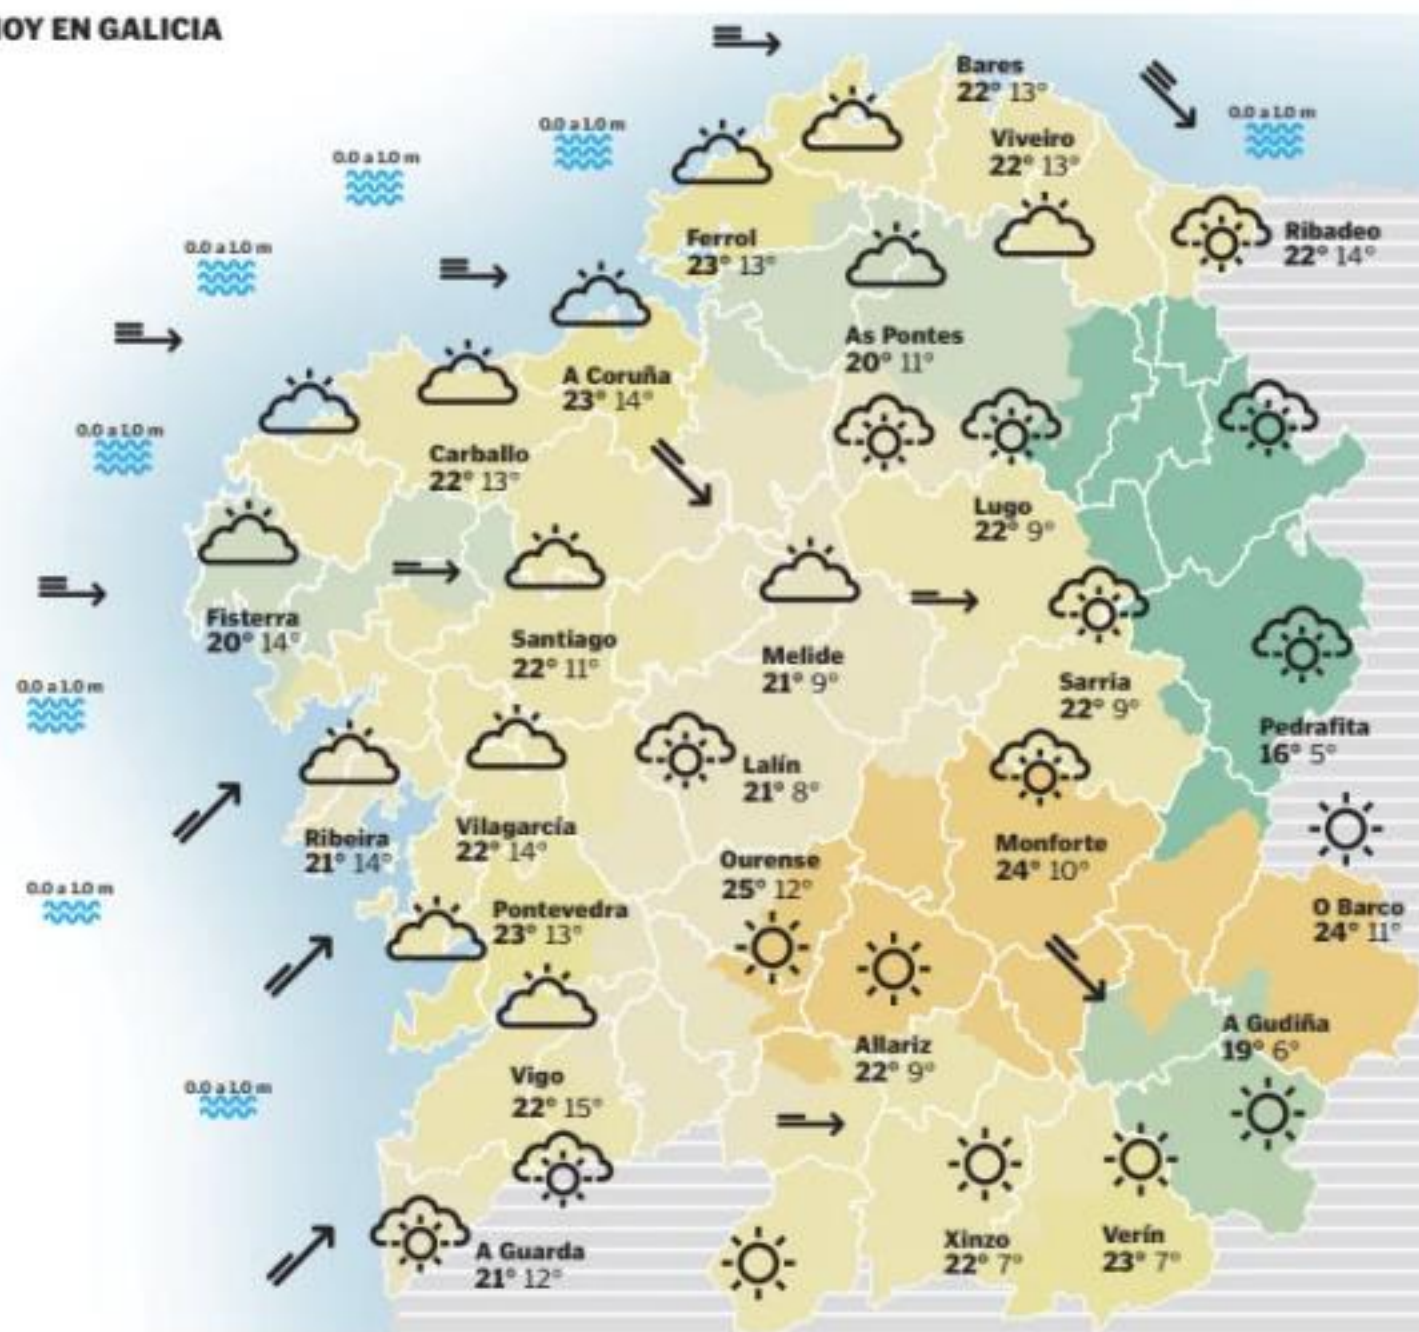 OY EN GALICIA
Bares
22° 13°
0.0 a 1.0 m
0.0 a 1.0 m
Viveiro
22° 13°
0.0 a 1.0 m
Ferrol
23° 13°
Ribadeo
22° 14°
0.0 a 1.0 m
As Pontes
20° 11°
A Coruña
23° 14°
0.0 a 1.0 m
Carballo
22° 13°
Lugo
22° 9°
Fisterra
20° 14°
Santiago
22° 11°
Melide
21° 9°
0.0 a 1.0 m
Sarria
22° 9°
Pedrafita
16° 5°
Lalín
21° 8°
Ribeira
21° 14°
Vilagarcía
22° 14°
Monforte
24° 10°
Ourense
25° 12°
0.0 a 1.0 m
Pontevedra
23° 13°
O Barco
24° 11°
A Gudiña
19° 6°
Allariz
22° 9°
0.0 a 1.0 m
Vigo
22° 15°
A Guarda
21° 12°
Xinzo
22° 7°
Verín
23° 7°